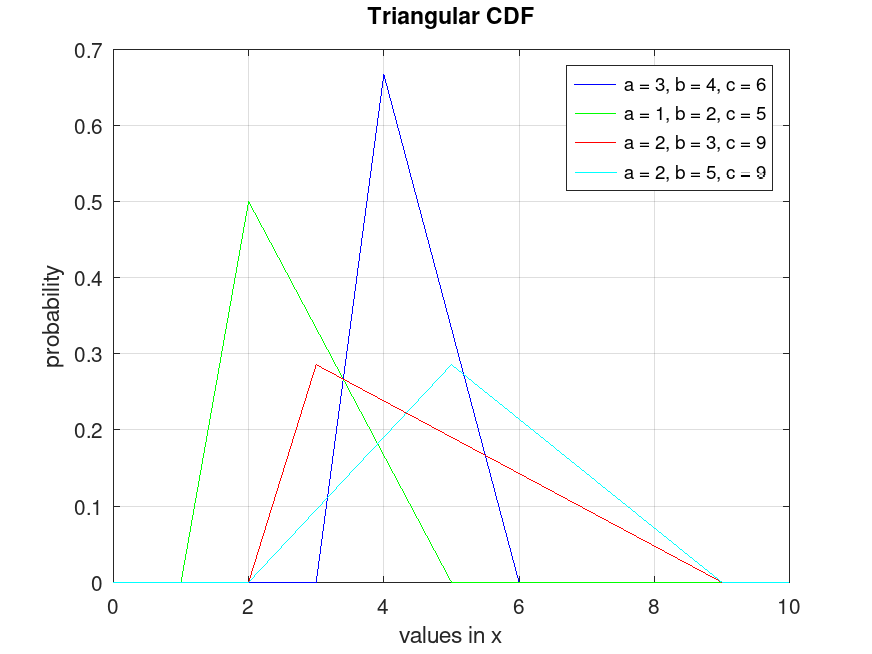 Triangular CDF
0.7
0.6
0.5
0.4
0.3
0.2
0.1
0
probability
a = 3, b = 4, c = 6
a = 1, b = 2, c = 5
a = 2, b = 3, c = 9
a = 2, b = 5, c = 9
0 2 4 6 8 10
values in x